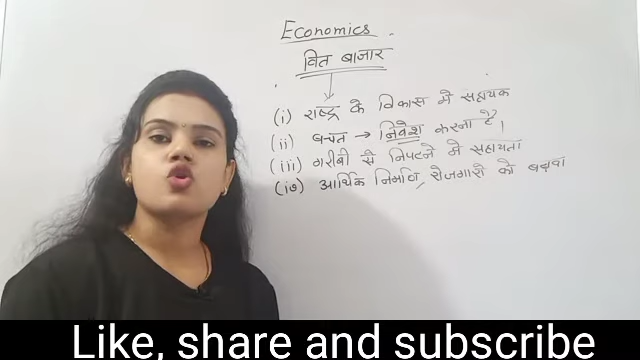 Economics
वित बाजार
(i) राष्ट्र के विकास में सहायक
(ii) बचत → निवेश करना है।
(iii) गरीबी से निपटने में सहायता
(iv) आर्थिक निर्माण, रोजगारो को बढ़वा
Like, share and subscribe